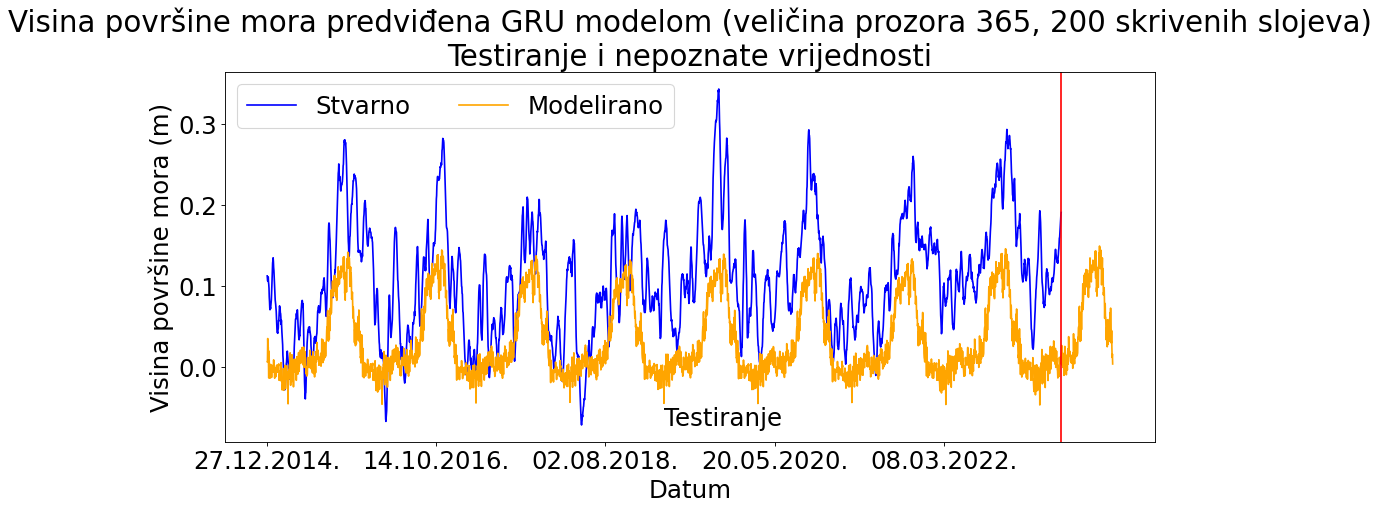 Visina površine mora predviđena GRU modelom (veličina prozora 365, 200 skrivenih slojeva)
Testiranje i nepoznate vrijednosti
Stvarno
Modelirano
Visina površine mora (m)
0.3
0.2
0.1
0.0
Testiranje
27.12.2014.
14.10.2016.
02.08.2018.
20.05.2020.
08.03.2022.
Datum